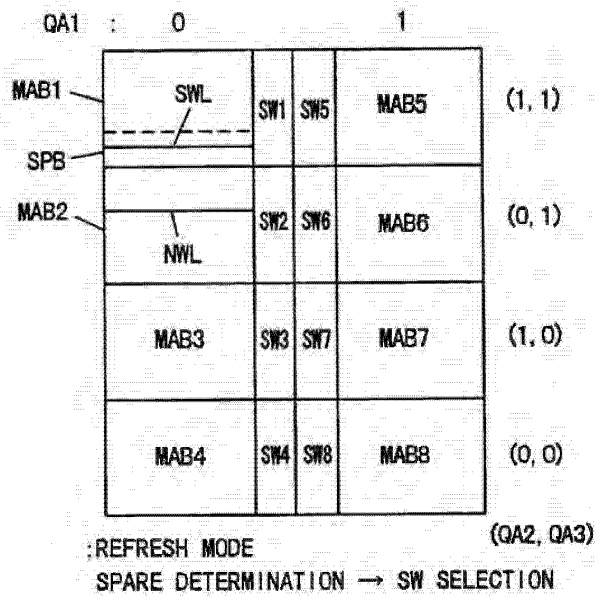 QA1 : 0 1
MAB1 SWL SW1 SW5 MAB5 (1, 1)
SPB
MAB2 SW2 SW6 MAB6 (0, 1)
NWL
MAB3 SW3 SW7 MAB7 (1, 0)
MAB4 SW4 SW8 MAB8 (0, 0)
(QA2, QA3)
:REFRESH MODE
SPARE DETERMINATION → SW SELECTION